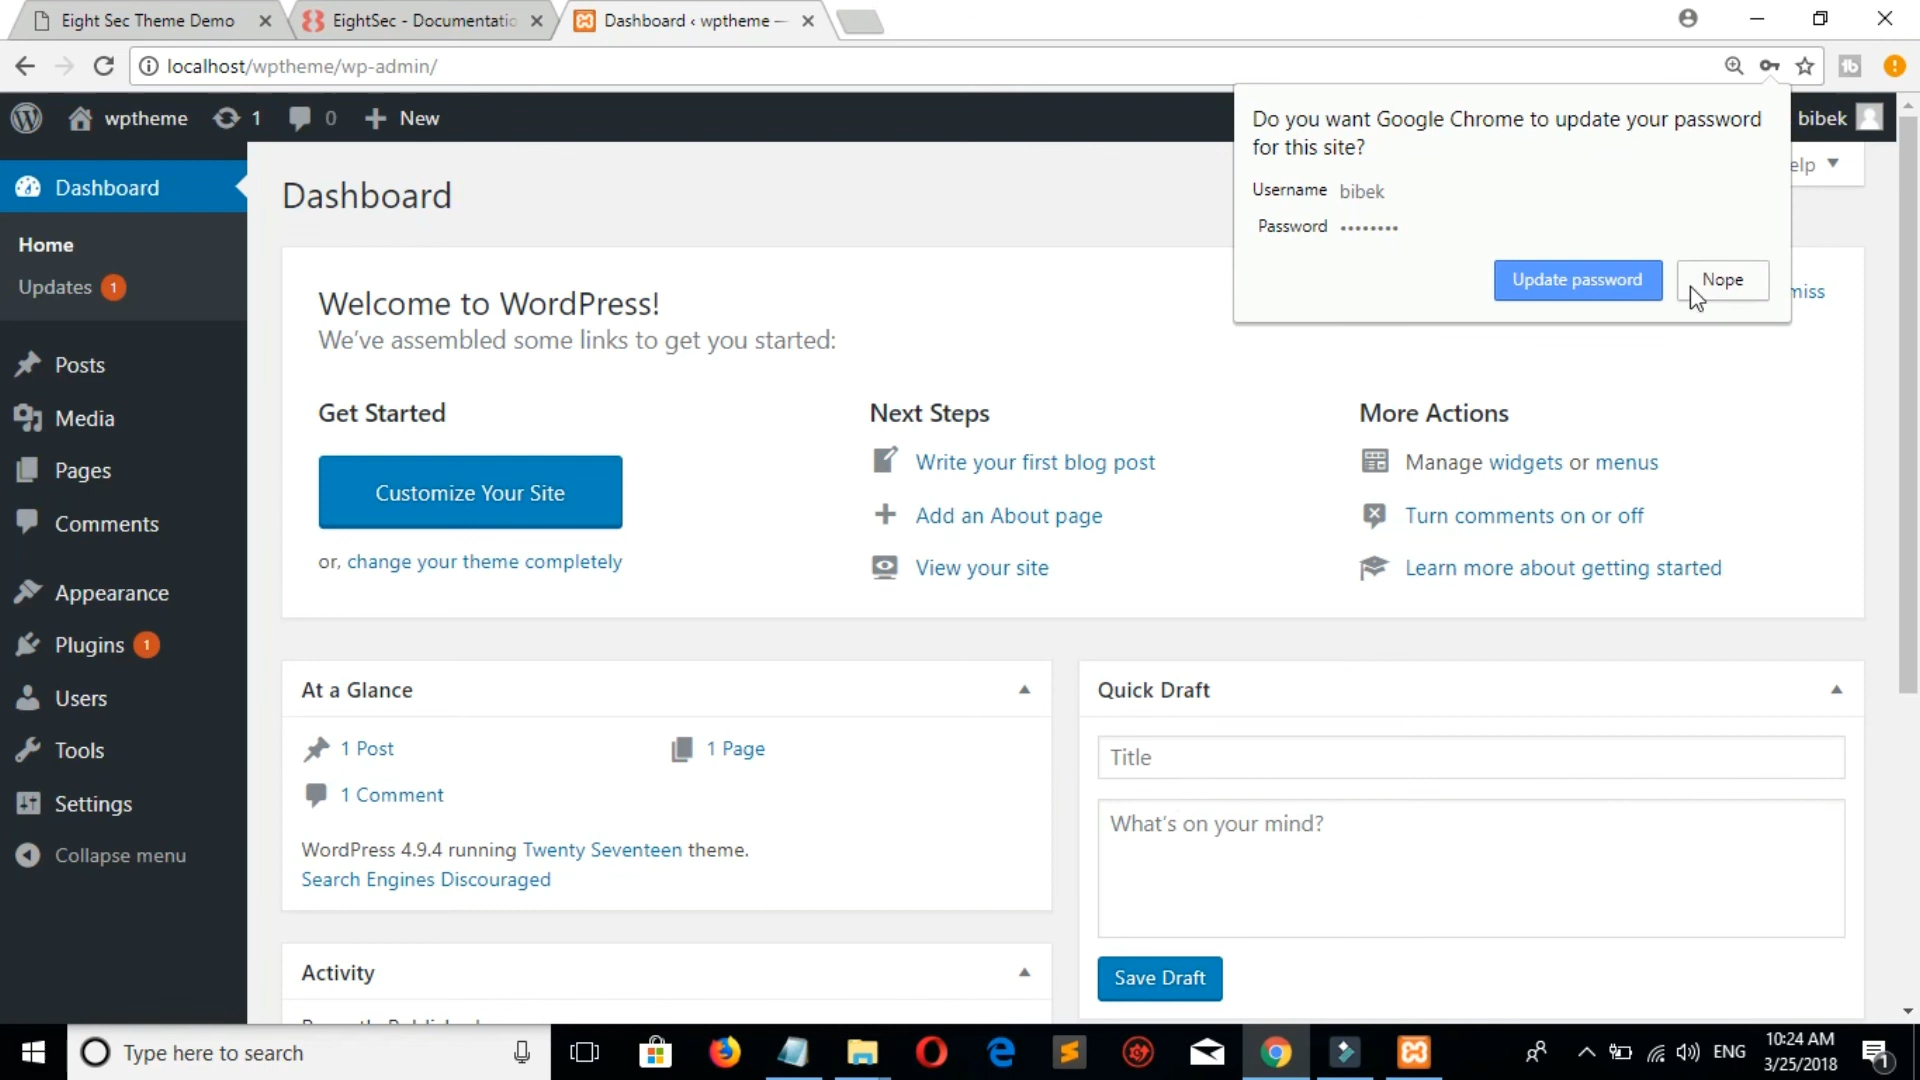 Eight Sec Theme Demo
EightSec - Documentatio
Dashboard ‹ wptheme —
localhost/wptheme/wp-admin/
wptheme
1
0
New
bibek
Do you want Google Chrome to update your password
for this site?
Username bibek
Password ••••••••
Update password
Nope
elp
miss
Dashboard
Home
Updates 1
Posts
Media
Pages
Comments
Appearance
Plugins 1
Users
Tools
Settings
Collapse menu
Dashboard
Welcome to WordPress!
We've assembled some links to get you started:
Get Started
Customize Your Site
or, change your theme completely
Next Steps
Write your first blog post
Add an About page
View your site
More Actions
Manage widgets or menus
Turn comments on or off
Learn more about getting started
At a Glance
1 Post
1 Page
1 Comment
WordPress 4.9.4 running Twenty Seventeen theme.
Search Engines Discouraged
Activity
Quick Draft
Title
What's on your mind?
Save Draft
Type here to search
ENG
10:24 AM
3/25/2018
1